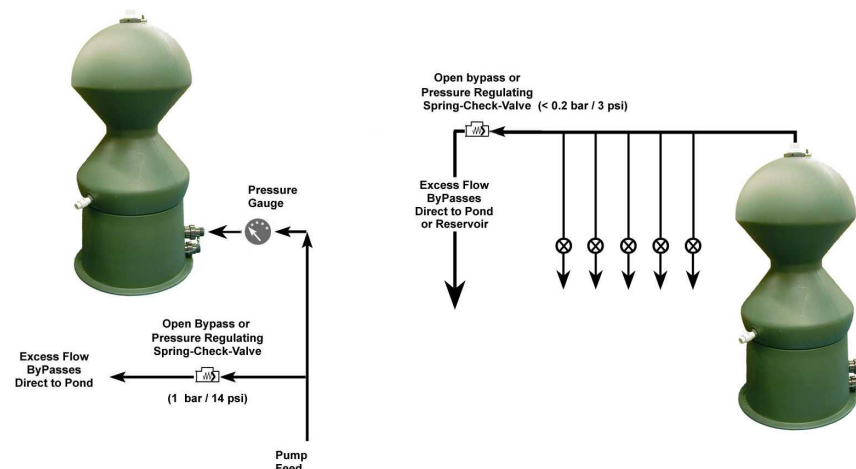 Pressure
Gauge
Open Bypass or
Pressure Regulating
Spring-Check-Valve
Excess Flow
ByPasses
Direct to Pond
(1 bar / 14 psi)
Pump
Feed
Open bypass or
Pressure Regulating
Spring-Check-Valve (< 0.2 bar / 3 psi)
Excess Flow
ByPasses
Direct to Pond
or Reservoir